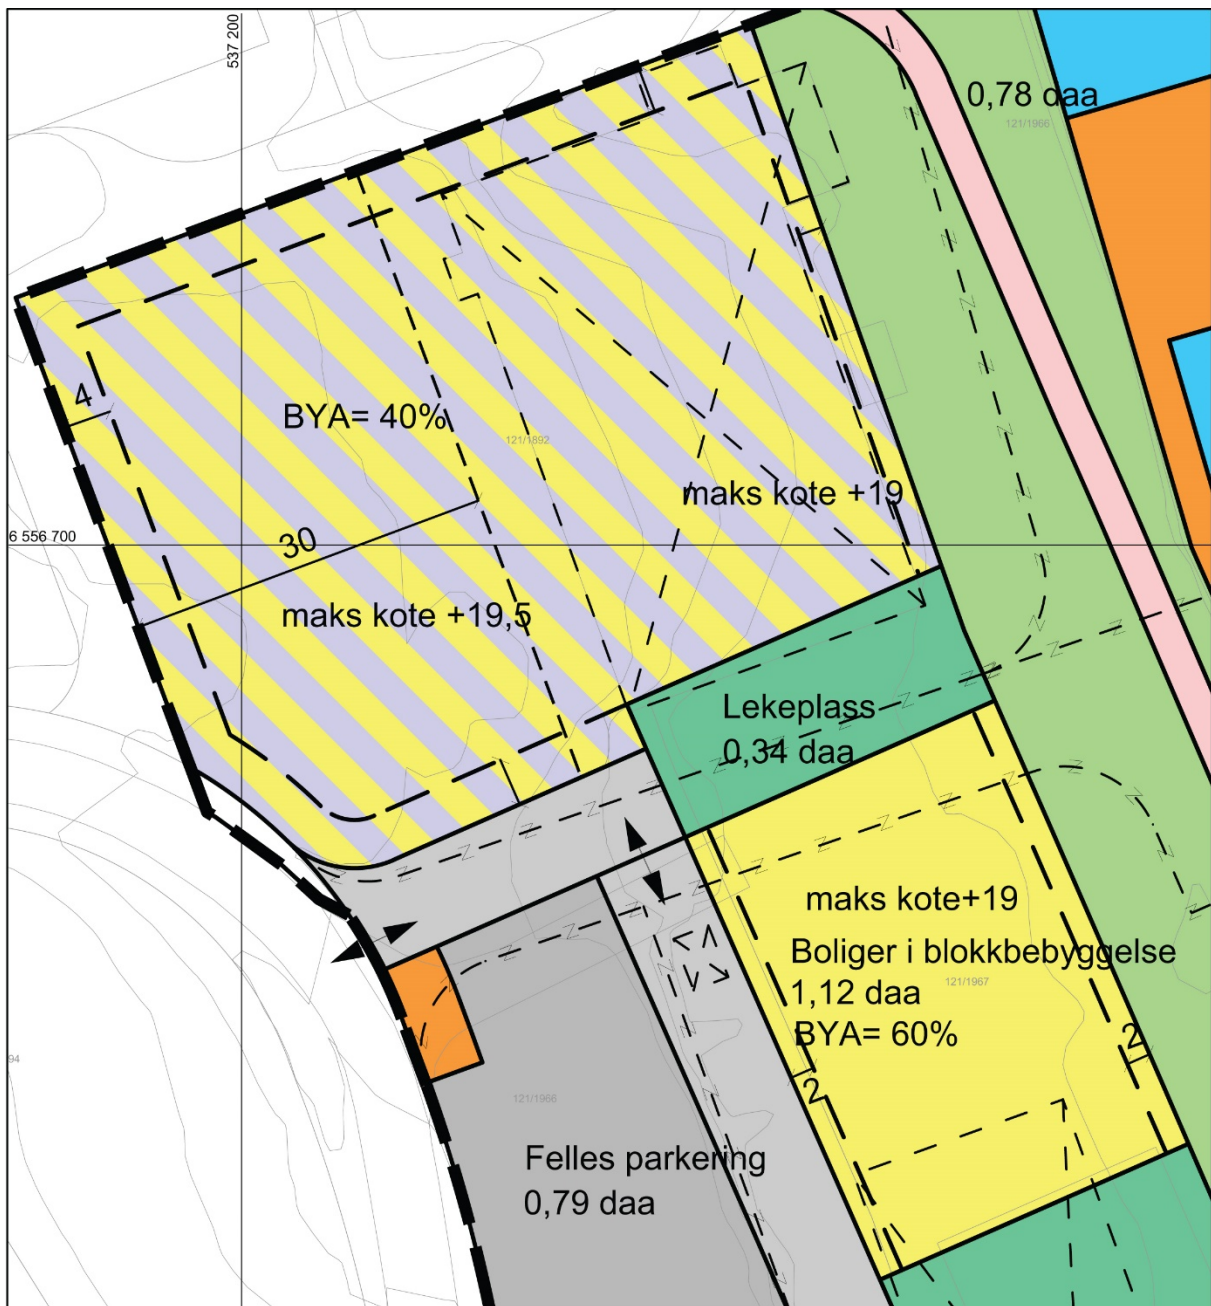 537 200
0,78 daa
121/1966
4
BYA= 40%
121/1892
maks kote +19
6 556 700
30
maks kote +19,5
Lekeplass
0,34 daa
maks kote+19
Boliger i blokkbebyggelse
121/1967
1,12 daa
BYA= 60%
2
2
94
121/1966
Felles parkering
0,79 daa